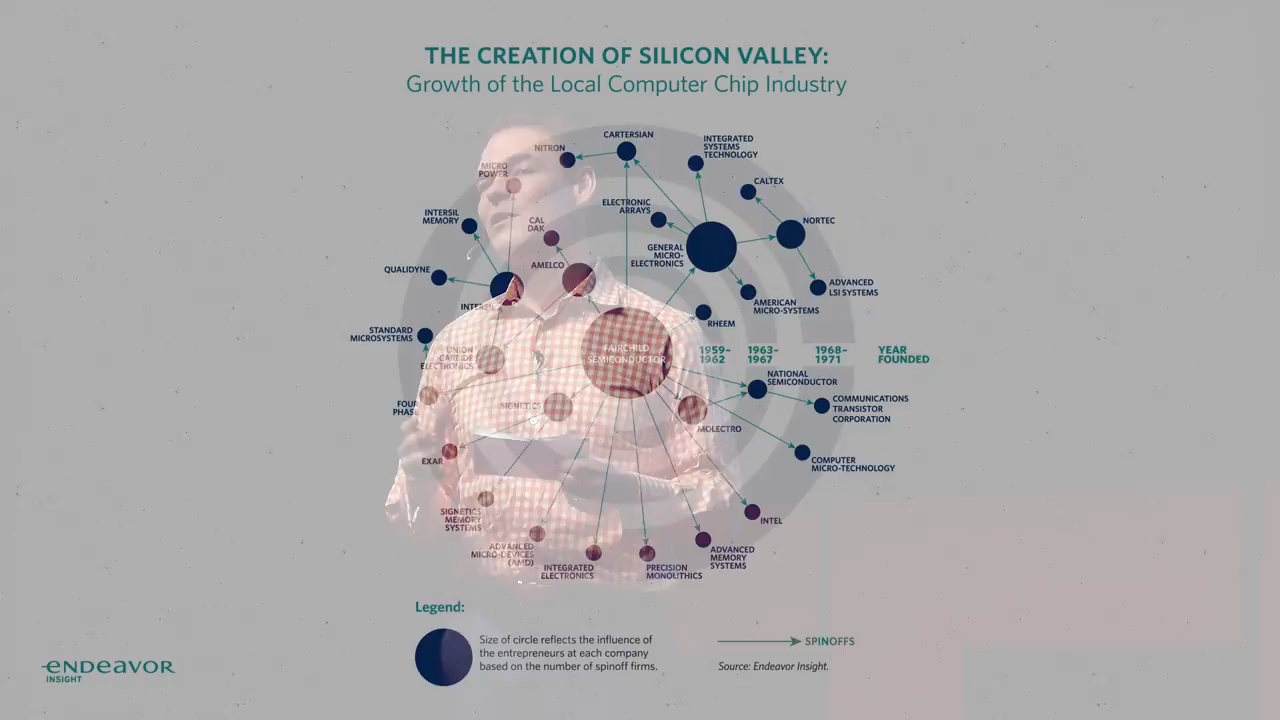 THE CREATION OF SILICON VALLEY:
Growth of the Local Computer Chip Industry
CARTERSIAN
NITRON
INTEGRATED
SYSTEMS
TECHNOLOGY
MICRO
POWER
CALTEX
ELECTRONIC
ARRAYS
INTERSIL
MEMORY
CAL
DAK
NORTEC
GENERAL
MICRO-
ELECTRONICS
AMELCO
QUALIDYNE
ADVANCED
LSI SYSTEMS
INTERSIL
AMERICAN
MICRO-SYSTEMS
RHEEM
STANDARD
MICROSYSTEMS
UNION
CARBIDE
ELECTRONICS
FAIRCHILD
SEMICONDUCTOR
1959–
1962
1963–
1967
1968–
1971
YEAR
FOUNDED
NATIONAL
SEMICONDUCTOR
FOUR
PHASE
SIGNETICS
MOLECTRO
COMMUNICATIONS
TRANSISTOR
CORPORATION
EXAR
COMPUTER
MICRO-TECHNOLOGY
SIGNETICS
MEMORY
SYSTEMS
INTEL
ADVANCED
MICRO-DEVICES
(AMD)
INTEGRATED
ELECTRONICS
PRECISION
MONOLITHICS
ADVANCED
MEMORY
SYSTEMS
Legend:
Size of circle reflects the influence of
the entrepreneurs at each company
based on the number of spinoff firms.
SPINOFFS
Source: Endeavor Insight.
ENDEAVOR
INSIGHT